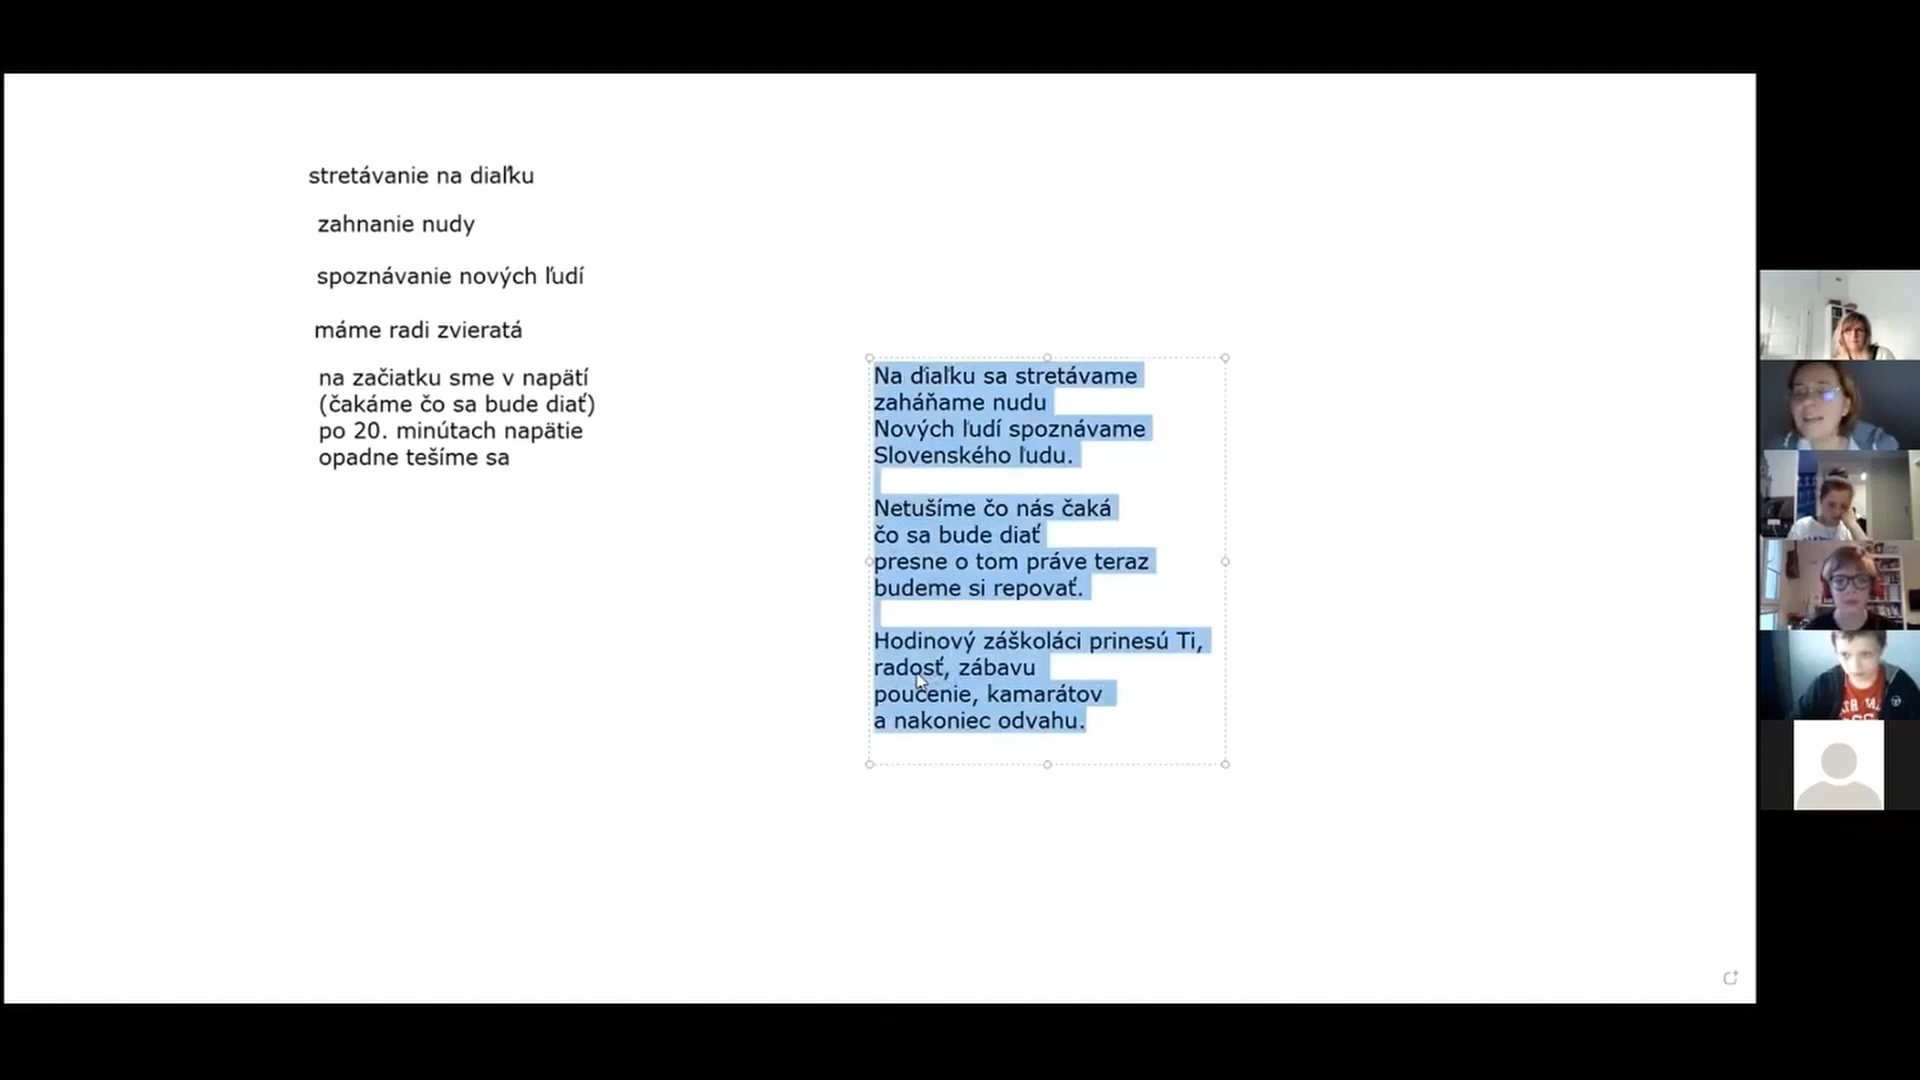 stretávanie na diaľku
zahnanie nudy
spoznávanie nových ľudí
máme radi zvieratá
na začiatku sme v napätí
(čakáme čo sa bude diať)
po 20. minútach napätie
opadne tešíme sa
Na ďiaľku sa stretávame
zaháňame nudu
Nových ľudí spoznávame
Slovenského ľudu.
Netušíme čo nás čaká
čo sa bude diať
presne o tom práve teraz
budeme si repovať.
Hodinový záškoláci prinesú Ti,
radosť, zábavu
poučenie, kamarátov
a nakoniec odvahu.